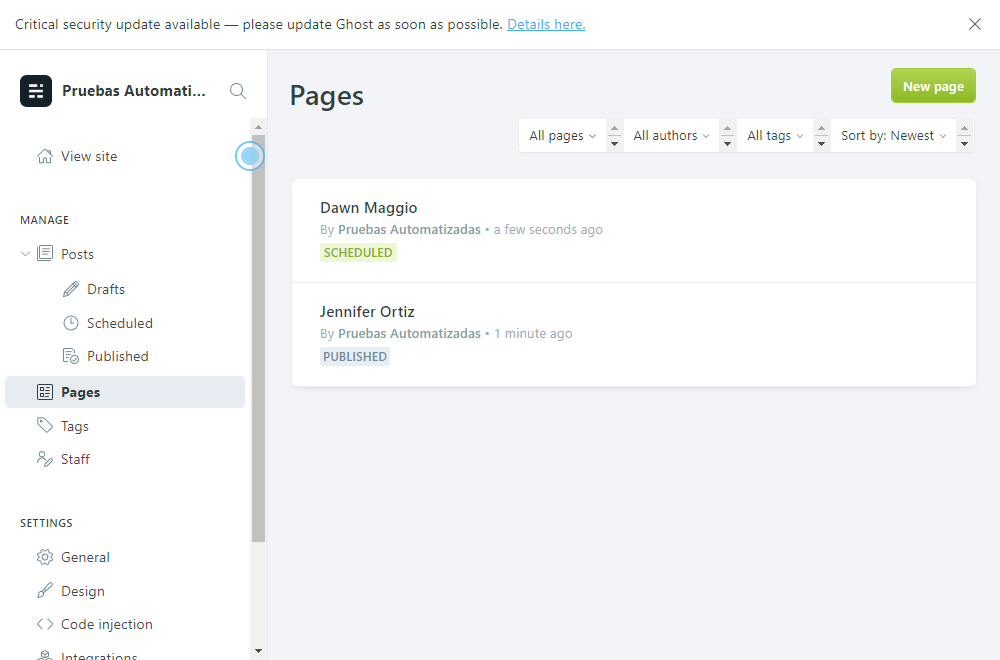 Critical security update available — please update Ghost as soon as possible. Details here.
Pruebas Automati...
View site
MANAGE
Posts
Drafts
Scheduled
Published
Pages
Tags
Staff
SETTINGS
General
Design
Code injection
Integrations
Pages
New page
All pages
All authors
All tags
Sort by: Newest
Dawn Maggio
By Pruebas Automatizadas • a few seconds ago
SCHEDULED
Jennifer Ortiz
By Pruebas Automatizadas • 1 minute ago
PUBLISHED